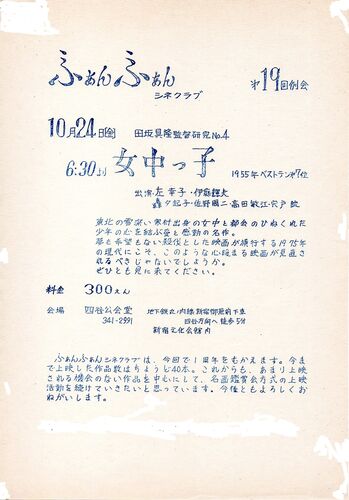 ふぁんふぁん
シネクラブ
第19回例会
10月24日(金) 田坂具隆監督研究No.4
6:30より 女中っ子 1955年ベストテン第7位
出演・左幸子・伊庭輝夫
轟夕起子・佐野周二・高田敏江・宍戸錠
東北の雪深い寒村出身の女中と都会のひねくれた
少年の心を結ぶ愛と感動の名作。
夢も希望もない殺伐とした映画が横行する1975年
の現代にこそ、このような心温まる映画が見直さ
れるべきじゃないでしょうか。
ぜひとも見に来てください。
料金 300えん
会場 四谷公会堂
341-2991
地下鉄丸ノ内線新宿御苑前下車
四谷方向へ徒歩5分
新宿文化会館内
ふぁんふぁんシネクラブは、今回で1周年をむかえます。今ま
で上映した作品数はちょうど40本。これからも、あまり上映
される機会のない作品を中心にして、名画鑑賞会方式の上映
活動を続けていきたいと思っています。今後ともよろしくお
ねがいします。